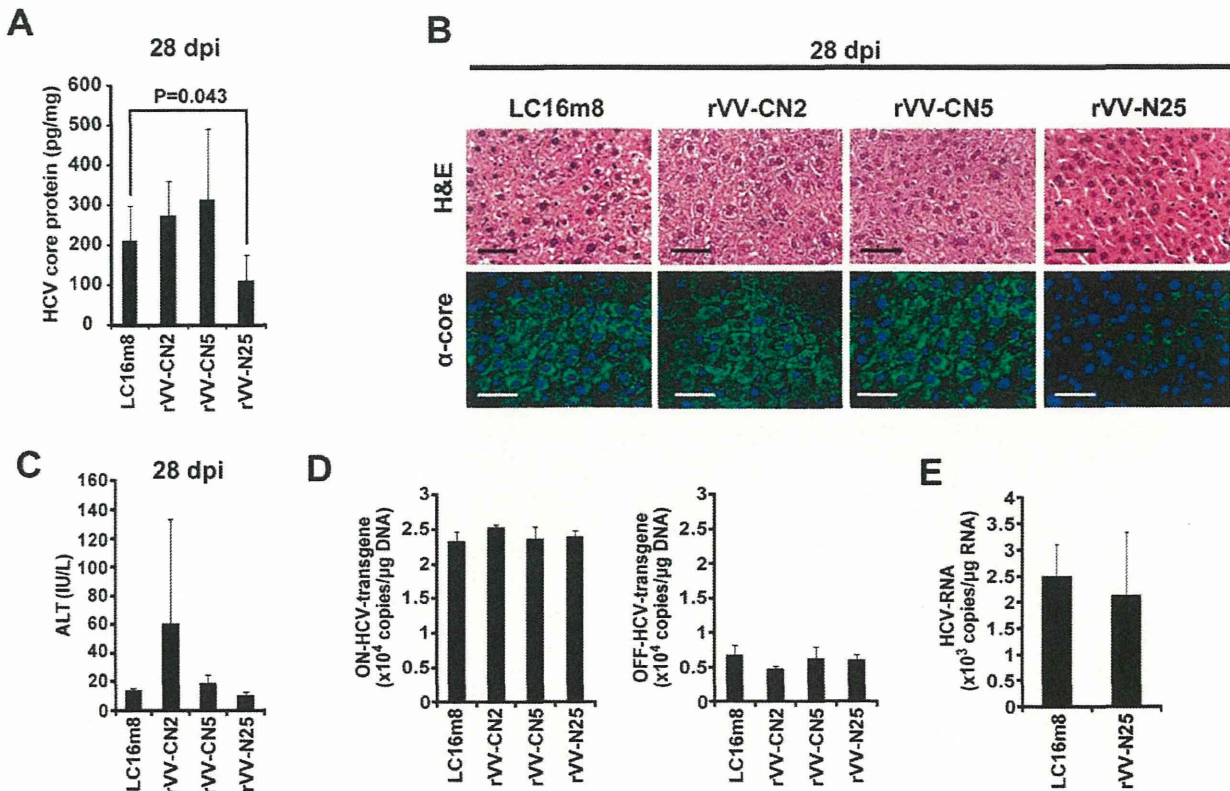 A
28 dpi
HCV core protein (pg/mg)
600
500
400
300
200
100
0
P=0.043
LC16m8
rVV-CN2
rVV-CN5
rVV-N25
B
28 dpi
LC16m8
rVV-CN2
rVV-CN5
rVV-N25
H&E
α-core
C
28 dpi
ALT (IU/L)
160
140
120
100
80
60
40
20
0
LC16m8
rVV-CN2
rVV-CN5
rVV-N25
D
ON-HCV-transgene
(x10⁴ copies/µg DNA)
3
2.5
2
1.5
1
0.5
0
LC16m8
rVV-CN2
rVV-CN5
rVV-N25
OFF-HCV-transgene
(x10⁴ copies/µg DNA)
3
2.5
2
1.5
1
0.5
0
LC16m8
rVV-CN2
rVV-CN5
rVV-N25
E
HCV-RNA
(x10³ copies/µg RNA)
4
3.5
3
2.5
2
1.5
1
0.5
0
LC16m8
rVV-N25